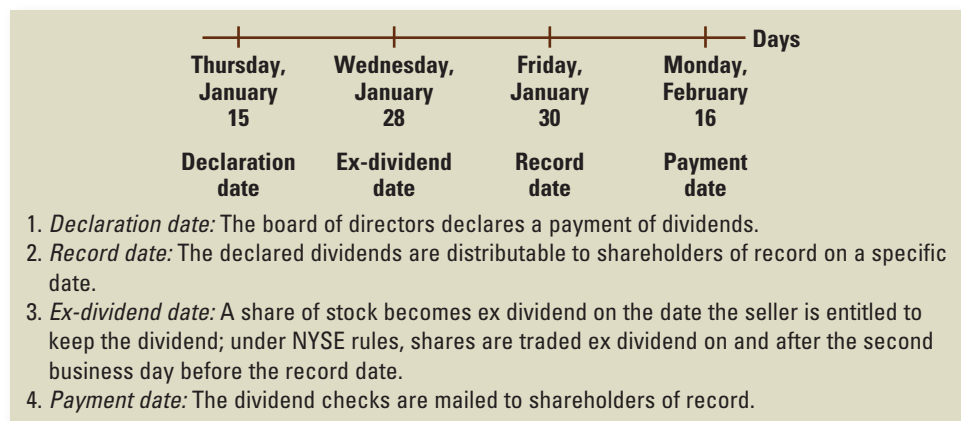 Days
Thursday, January 15
Wednesday, January 28
Friday, January 30
Monday, February 16
Declaration date
Ex-dividend date
Record date
Payment date
1. Declaration date: The board of directors declares a payment of dividends.
2. Record date: The declared dividends are distributable to shareholders of record on a specific
date.
3. Ex-dividend date: A share of stock becomes ex dividend on the date the seller is entitled to
keep the dividend; under NYSE rules, shares are traded ex dividend on and after the second
business day before the record date.
4. Payment date: The dividend checks are mailed to shareholders of record.